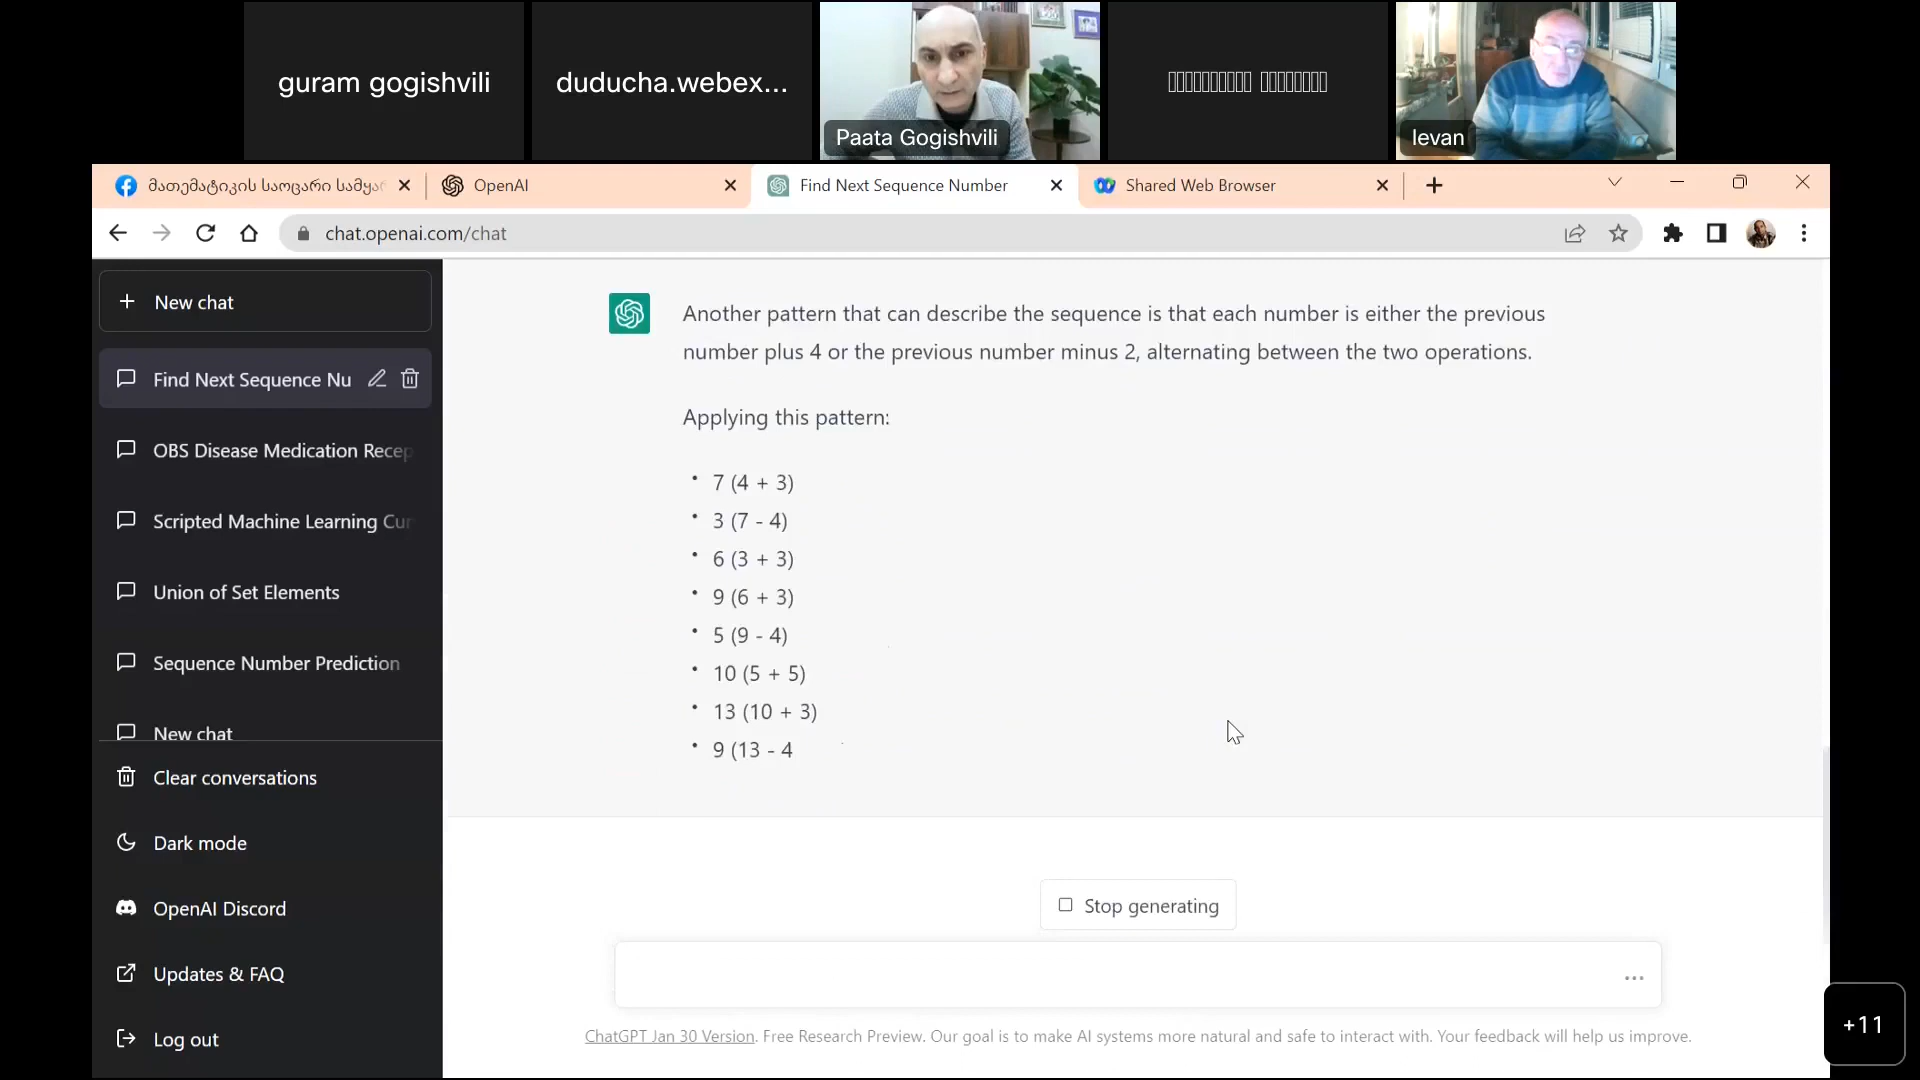 guram gogishvili
duducha.webex...
Paata Gogishvili
levan
მათემატიკის საოცარი სამყა
OpenAI
Find Next Sequence Number
Shared Web Browser
chat.openai.com/chat
New chat
Find Next Sequence Nu
OBS Disease Medication Recep
Scripted Machine Learning Cur
Union of Set Elements
Sequence Number Prediction
New chat
Clear conversations
Dark mode
OpenAI Discord
Updates & FAQ
Log out
Another pattern that can describe the sequence is that each number is either the previous
number plus 4 or the previous number minus 2, alternating between the two operations.
Applying this pattern:
• 7 (4 + 3)
• 3 (7 - 4)
• 6 (3 + 3)
• 9 (6 + 3)
• 5 (9 - 4)
• 10 (5 + 5)
• 13 (10 + 3)
• 9 (13 - 4
Stop generating
ChatGPT Jan 30 Version. Free Research Preview. Our goal is to make AI systems more natural and safe to interact with. Your feedback will help us improve.
+11